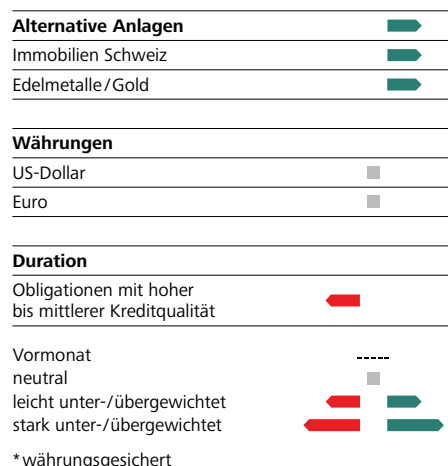 Alternative Anlagen
Immobilien Schweiz
Edelmetalle/Gold
Währungen
US-Dollar
Euro
Duration
Obligationen mit hoher
bis mittlerer Kreditqualität
Vormonat
neutral
leicht unter-/übergewichtet
stark unter-/übergewichtet
*währungsgesichert